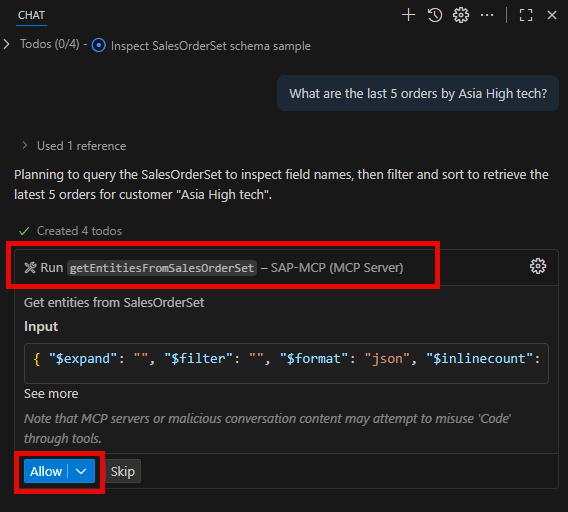 CHAT
Todos (0/4) - Inspect SalesOrderSet schema sample
What are the last 5 orders by Asia High tech?
Used 1 reference
Planning to query the SalesOrderSet to inspect field names, then filter and sort to retrieve the
latest 5 orders for customer "Asia High tech".
Created 4 todos
Run getEntitiesFromSalesOrderSet – SAP-MCP (MCP Server)
Get entities from SalesOrderSet
Input
{ "$expand": "", "$filter": "", "$format": "json", "$inlinecount":
See more
Note that MCP servers or malicious conversation content may attempt to misuse 'Code'
through tools.
Allow Skip